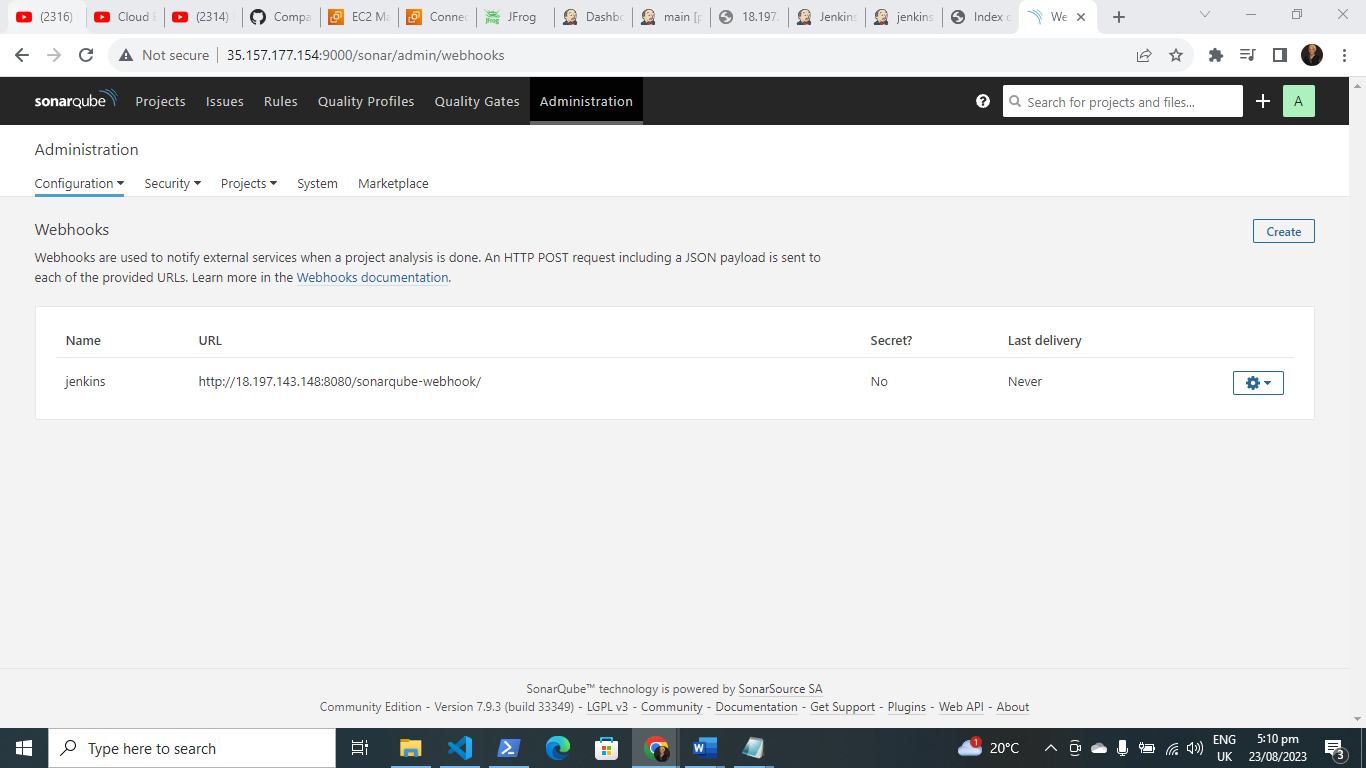 (2316) Cloud (2314) Compa EC2 Ma Connec JFrog Dashbo main [p 18.197. Jenkins jenkins Index o We
Not secure 35.157.177.154:9000/sonar/admin/webhooks
sonarqube Projects Issues Rules Quality Profiles Quality Gates Administration Search for projects and files... A
Administration
Configuration Security Projects System Marketplace
Webhooks Create
Webhooks are used to notify external services when a project analysis is done. An HTTP POST request including a JSON payload is sent to
each of the provided URLs. Learn more in the Webhooks documentation.
Name URL Secret? Last delivery
jenkins http://18.197.143.148:8080/sonarqube-webhook/ No Never
SonarQube™ technology is powered by SonarSource SA
Community Edition - Version 7.9.3 (build 33349) - LGPL v3 - Community - Documentation - Get Support - Plugins - Web API - About
Type here to search 1 20°C ENG 5:10 pm
UK 23/08/2023 3